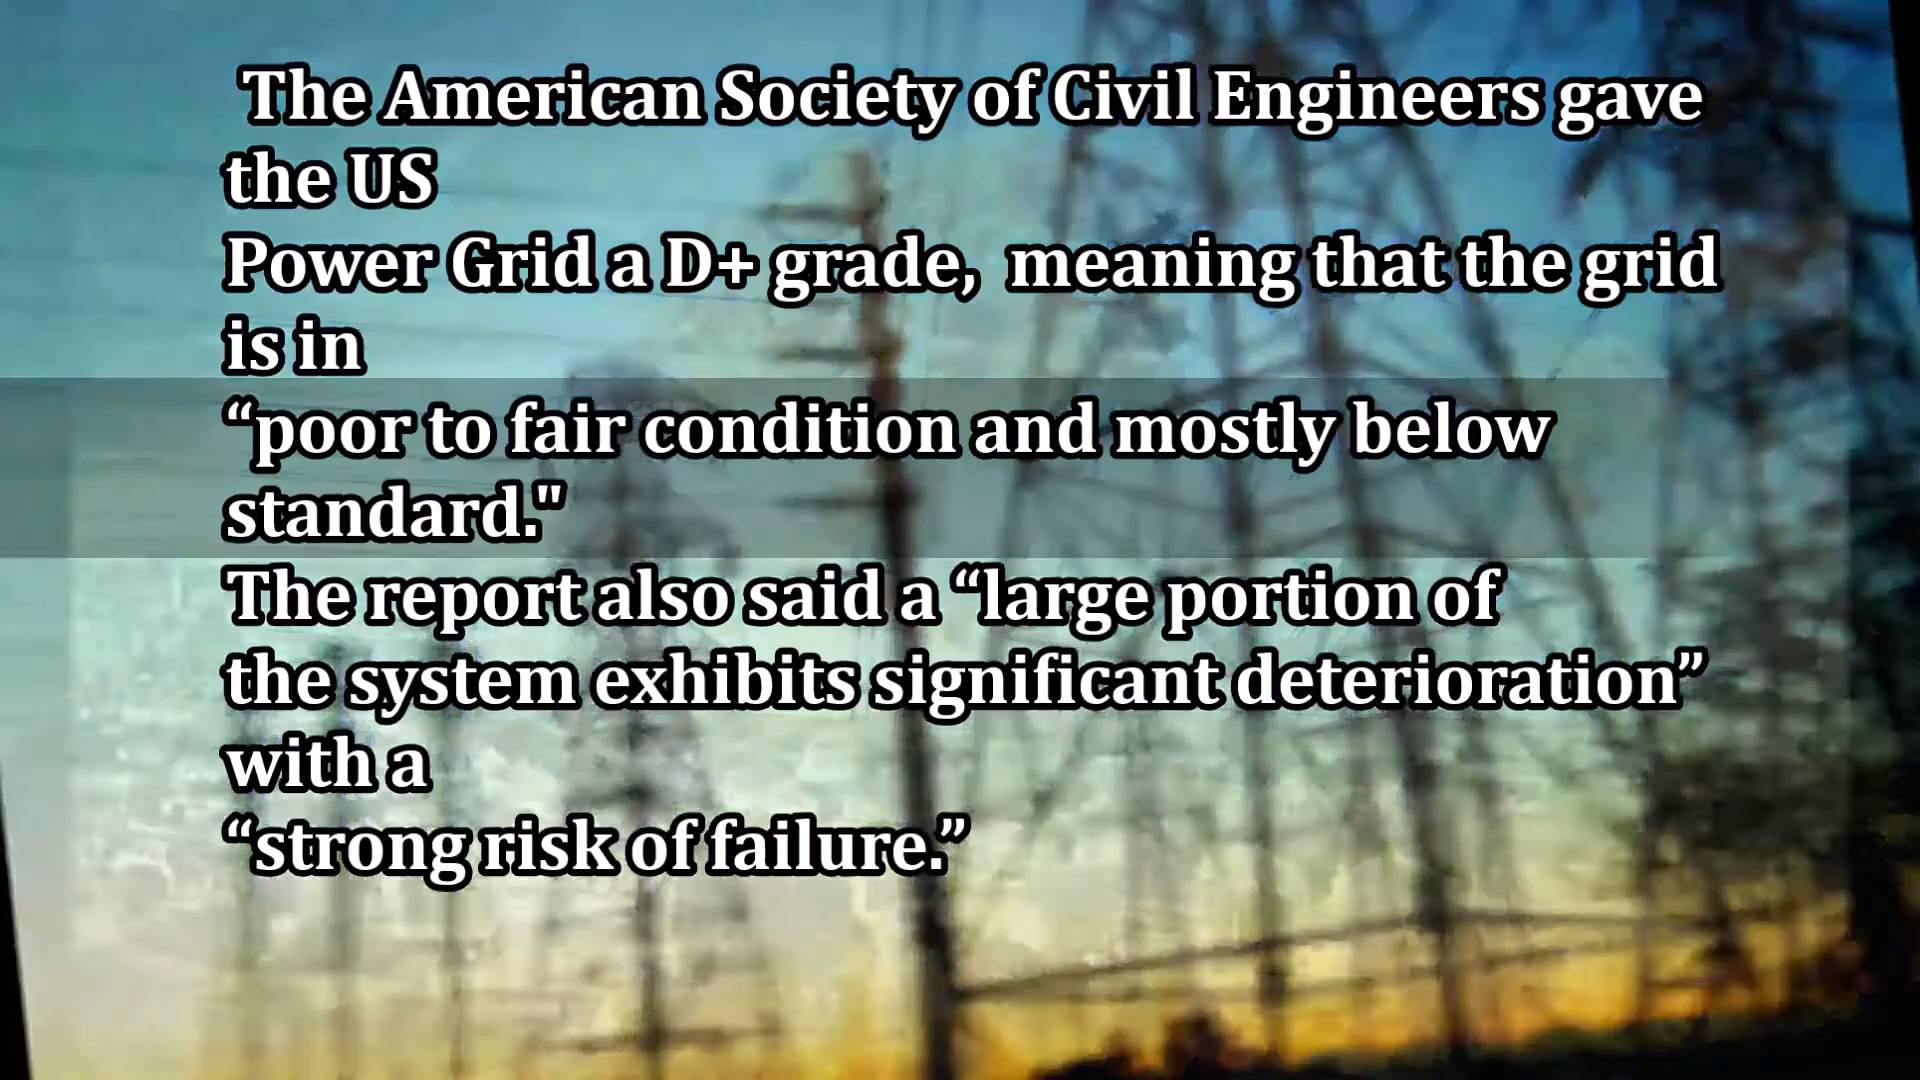 The American Society of Civil Engineers gave
the US
Power Grid a D+ grade,  meaning that the grid
is in
“poor to fair condition and mostly below
standard."
The report also said a “large portion of
the system exhibits significant deterioration”
with a
“strong risk of failure.”